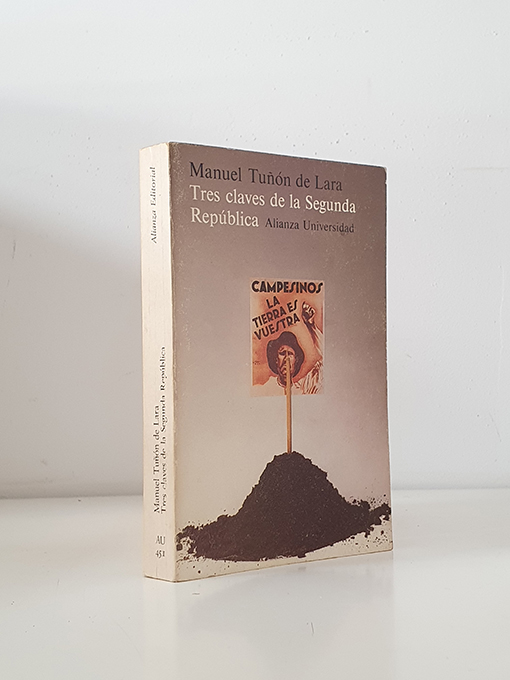 Manuel Tuñón de Lara
Tres claves de la Segunda
República Alianza Universidad
CAMPESINOS
LA
TIERRA ES
VUESTRA
Alianza Editorial
Manuel Tuñón de Lara
Tres claves de la Segunda República
AU
451